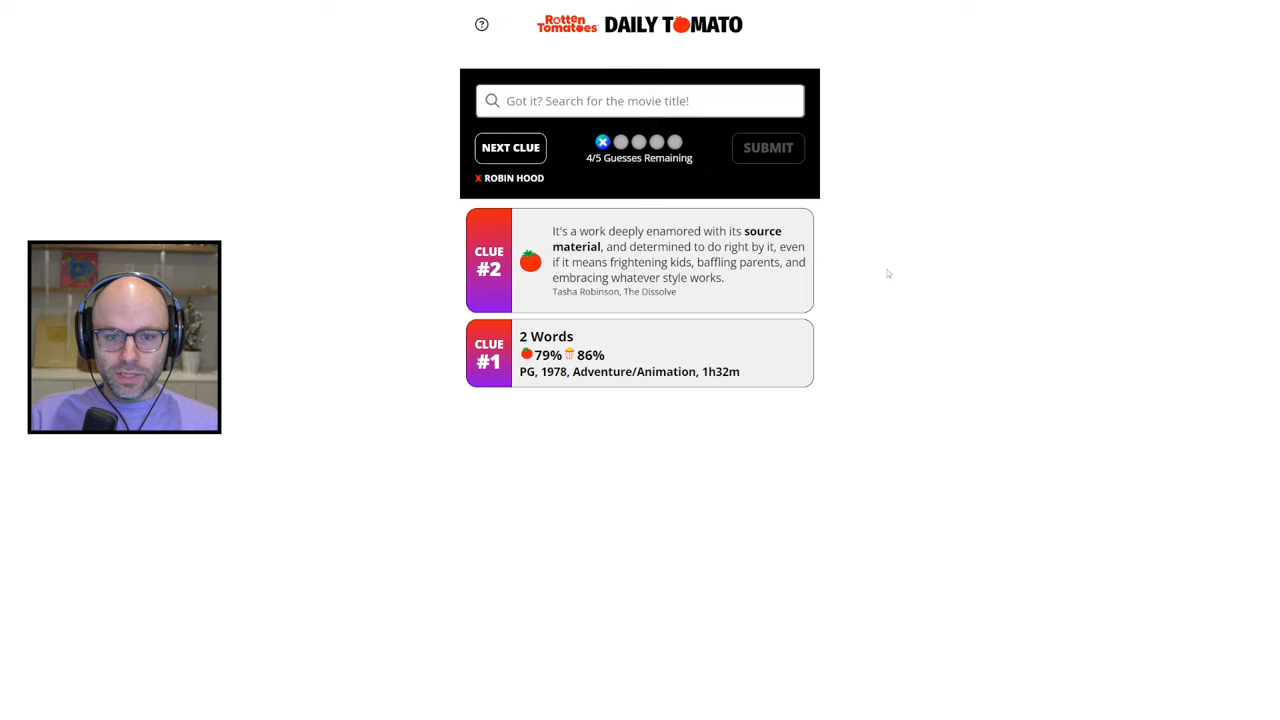 ?
Rotten Tomatoes DAILY TOMATO
Got it? Search for the movie title!
NEXT CLUE
4/5 Guesses Remaining
SUBMIT
X ROBIN HOOD
CLUE #2
It's a work deeply enamored with its source
material, and determined to do right by it, even
if it means frightening kids, baffling parents, and
embracing whatever style works.
Tasha Robinson, The Dissolve
CLUE #1
2 Words
79% 86%
PG, 1978, Adventure/Animation, 1h32m